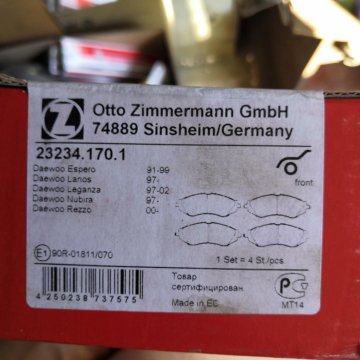 Z
Otto Zimmermann GmbH
74889 Sinsheim/Germany
23234.170.1
Daewoo Espero 91-99
Daewoo Lanos 97-
Daewoo Leganza 97-02
Daewoo Nubira 97-
Daewoo Rezzo 00-
front
1 Set = 4 St./pcs
E1 90R-01811/070
Товар
сертифицирован
Made in EC
4 250238 737575
РС
МТ14